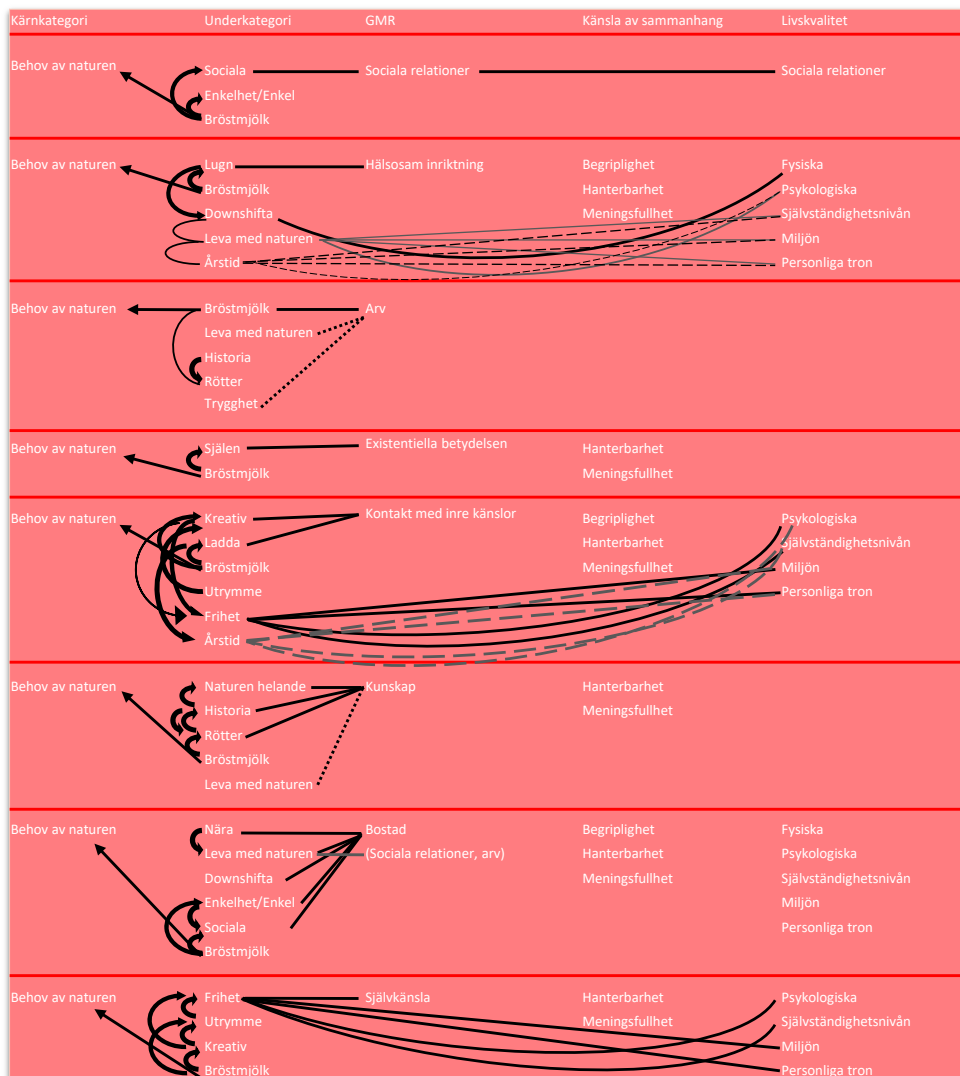 Kärnkategori Underkategori GMR Känsla av sammanhang Livskvalitet
Behov av naturen Sociala Sociala relationer Sociala relationer
Enkelhet/Enkel
Bröstmjölk
Behov av naturen Lugn Hälsosam inriktning Begriplighet Fysiska
Bröstmjölk Hanterbarhet Psykologiska
Downshifta Meningsfullhet Självständighetsnivån
Leva med naturen Miljön
Årstid Personliga tron
Behov av naturen Bröstmjölk Arv
Leva med naturen
Historia
Rötter
Trygghet
Behov av naturen Själen Existentiella betydelsen Hanterbarhet
Bröstmjölk Meningsfullhet
Behov av naturen Kreativ Kontakt med inre känslor Begriplighet Psykologiska
Ladda Hanterbarhet Självständighetsnivån
Bröstmjölk Meningsfullhet Miljön
Utrymme Personliga tron
Frihet
Årstid
Behov av naturen Naturen helande Kunskap Hanterbarhet
Historia Meningsfullhet
Rötter
Bröstmjölk
Leva med naturen
Behov av naturen Nära Bostad Begriplighet Fysiska
Leva med naturen (Sociala relationer, arv) Hanterbarhet Psykologiska
Downshifta Meningsfullhet Självständighetsnivån
Enkelhet/Enkel Miljön
Sociala Personliga tron
Bröstmjölk
Behov av naturen Frihet Självkänsla Hanterbarhet Psykologiska
Utrymme Meningsfullhet Självständighetsnivån
Kreativ Miljön
Bröstmjölk Personliga tron